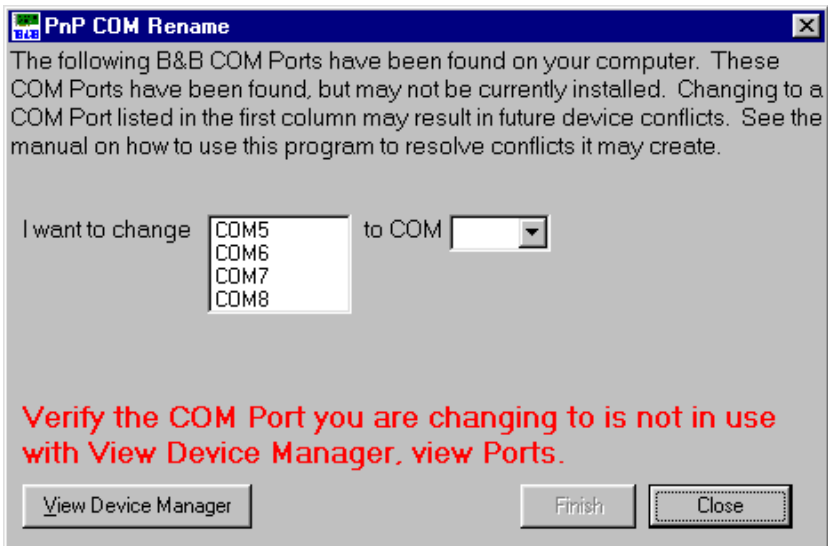 B&B
PnP COM Rename
The following B&B COM Ports have been found on your computer. These
COM Ports have been found, but may not be currently installed. Changing to a
COM Port listed in the first column may result in future device conflicts. See the
manual on how to use this program to resolve conflicts it may create.
I want to change
COM5
COM6
COM7
COM8
to COM
Verify the COM Port you are changing to is not in use
with View Device Manager, view Ports.
View Device Manager
Finish
Close